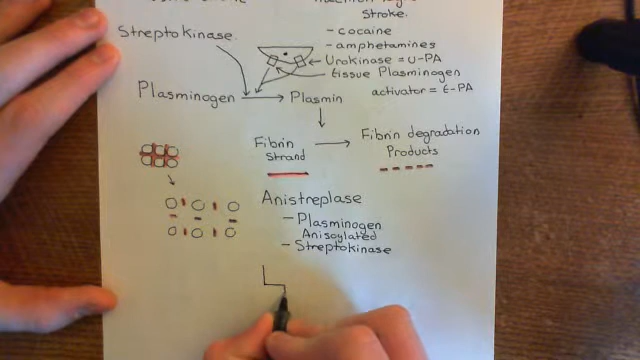 Stroke.
- cocaine
- amphetamines
Streptokinase.
Urokinase = U-PA
tissue Plasminogen
activator = t-PA
Plasminogen
Plasmin
Fibrin
Strand
Fibrin degradation
Products
Anistreplase
- Plasminogen
Anisoylated
- Streptokinase